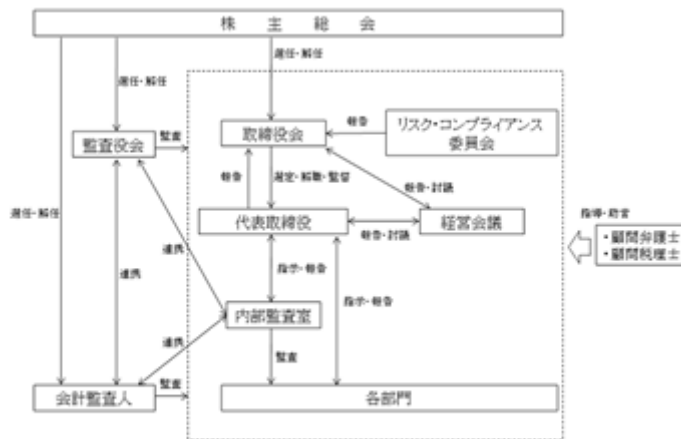 株主総会
選任・解任
選任・解任
取締役会
報告
リスク・コンプライアンス
委員会
監査役会
監査
報告
選定・解職・監督
報告・討議
選任・解任
代表取締役
経営会議
報告・討議
指導・助言
・顧問弁護士
・顧問税理士
連携
連携
指示・報告
指示・報告
内部監査室
連携
監査
会計監査人
監査
各部門